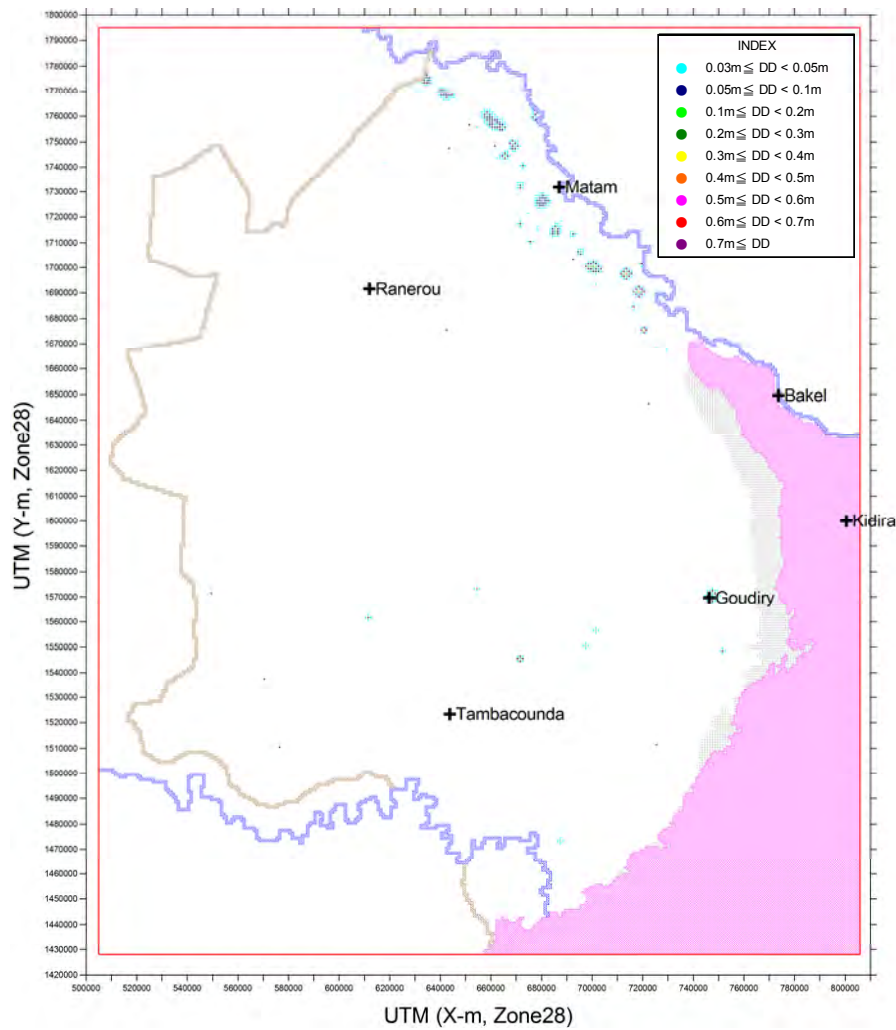 INDEX
0.03m≦ DD < 0.05m
0.05m≦ DD < 0.1m
0.1m≦ DD < 0.2m
0.2m≦ DD < 0.3m
0.3m≦ DD < 0.4m
0.4m≦ DD < 0.5m
0.5m≦ DD < 0.6m
0.6m≦ DD < 0.7m
0.7m≦ DD
Matam
Ranerou
Bakel
Kidira
Goudiry
Tambacounda
UTM (Y-m, Zone28)
1800000
1790000
1780000
1770000
1760000
1750000
1740000
1730000
1720000
1710000
1700000
1690000
1680000
1670000
1660000
1650000
1640000
1630000
1620000
1610000
1600000
1590000
1580000
1570000
1560000
1550000
1540000
1530000
1520000
1510000
1500000
1490000
1480000
1470000
1460000
1450000
1440000
1430000
1420000
500000 520000 540000 560000 580000 600000 620000 640000 660000 680000 700000 720000 740000 760000 780000 800000
UTM (X-m, Zone28)